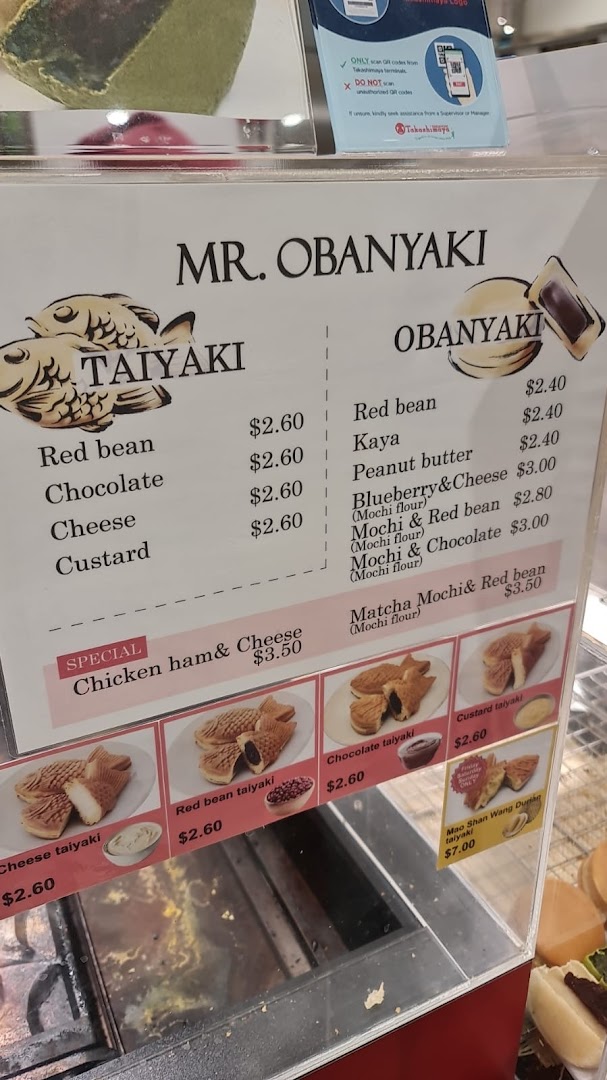 Takashimaya Logo
ONLY scan QR codes from
Takashimaya terminals.
DO NOT scan
unauthorized QR codes
If unsure, kindly seek assistance from a Supervisor or Manager.
Takashimaya
MR. OBANYAKI
TAIYAKI
Red bean $2.60
Chocolate $2.60
Cheese $2.60
Custard $2.60
OBANYAKI
Red bean $2.40
Kaya $2.40
Peanut butter $2.40
Blueberry&Cheese $3.00
(Mochi flour)
Mochi & Red bean $2.80
(Mochi flour)
Mochi & Chocolate $3.00
(Mochi flour)
SPECIAL
Chicken ham& Cheese
$3.50
Matcha Mochi& Red bean
(Mochi flour) $3.50
Cheese taiyaki
$2.60
Red bean taiyaki
$2.60
Chocolate taiyaki
$2.60
Custard taiyaki
$2.60
ONLY
Mao Shan Wang Durian
taiyaki
$7.00